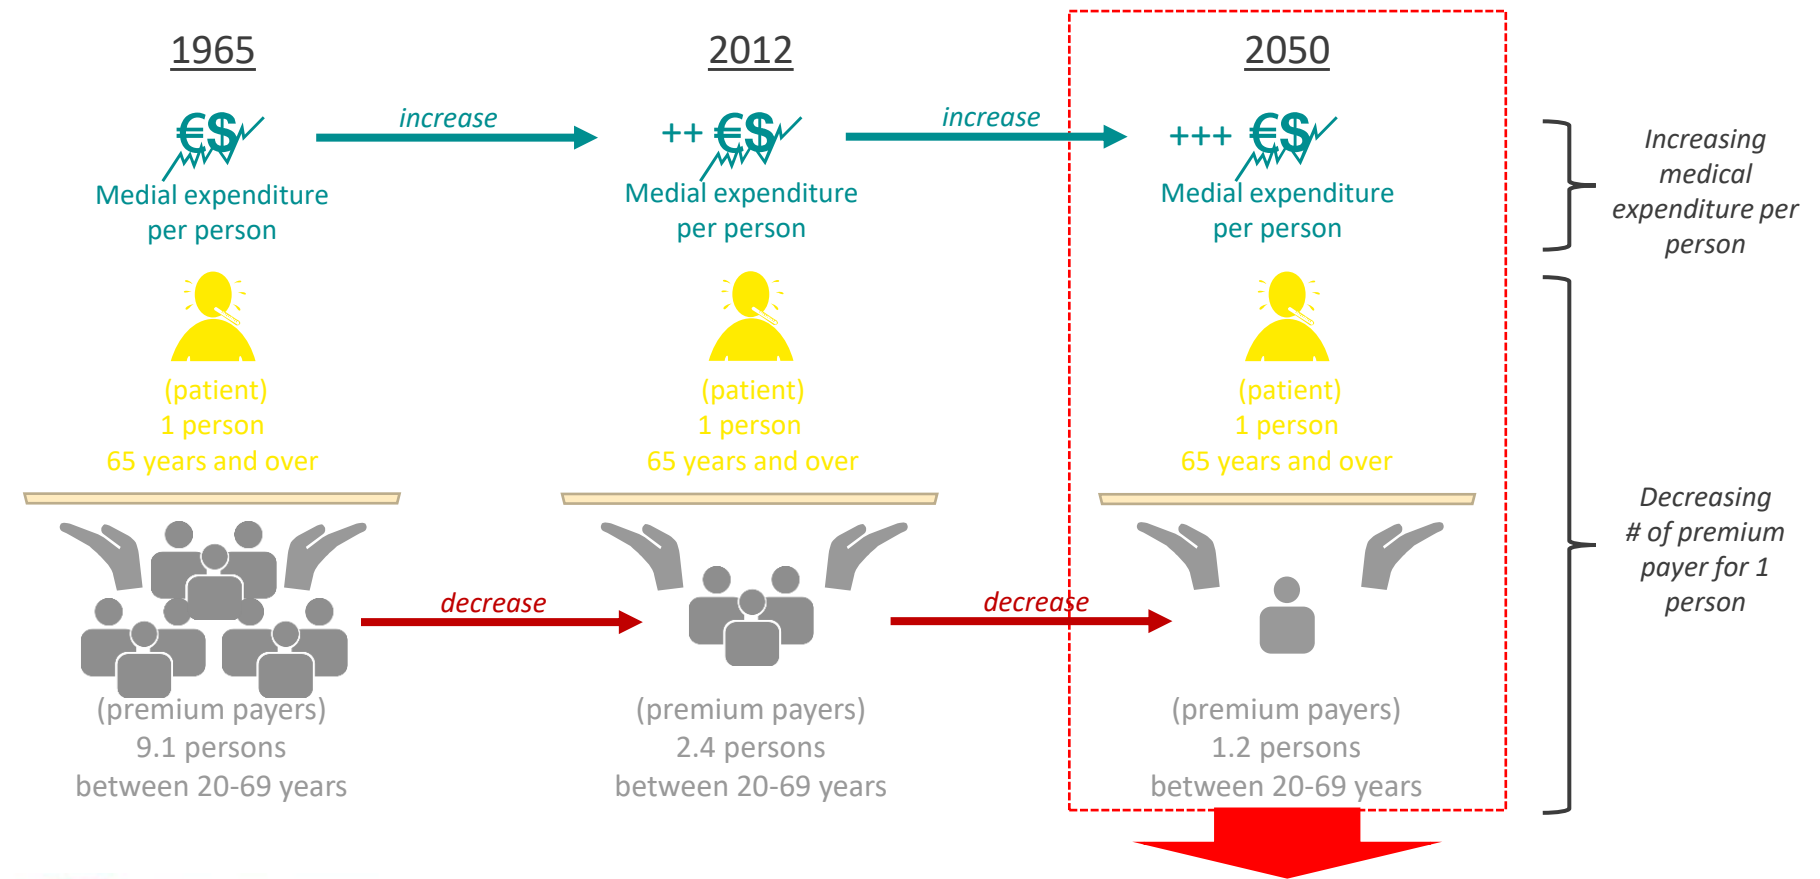 1965
2012
2050
€$
increase
++ €$
increase
+++ €$
Medial expenditure
per person
Medial expenditure
per person
Medial expenditure
per person
Increasing
medical
expenditure per
person
(patient)
1 person
65 years and over
(patient)
1 person
65 years and over
(patient)
1 person
65 years and over
decrease
decrease
Decreasing
# of premium
payer for 1
person
(premium payers)
9.1 persons
between 20-69 years
(premium payers)
2.4 persons
between 20-69 years
(premium payers)
1.2 persons
between 20-69 years